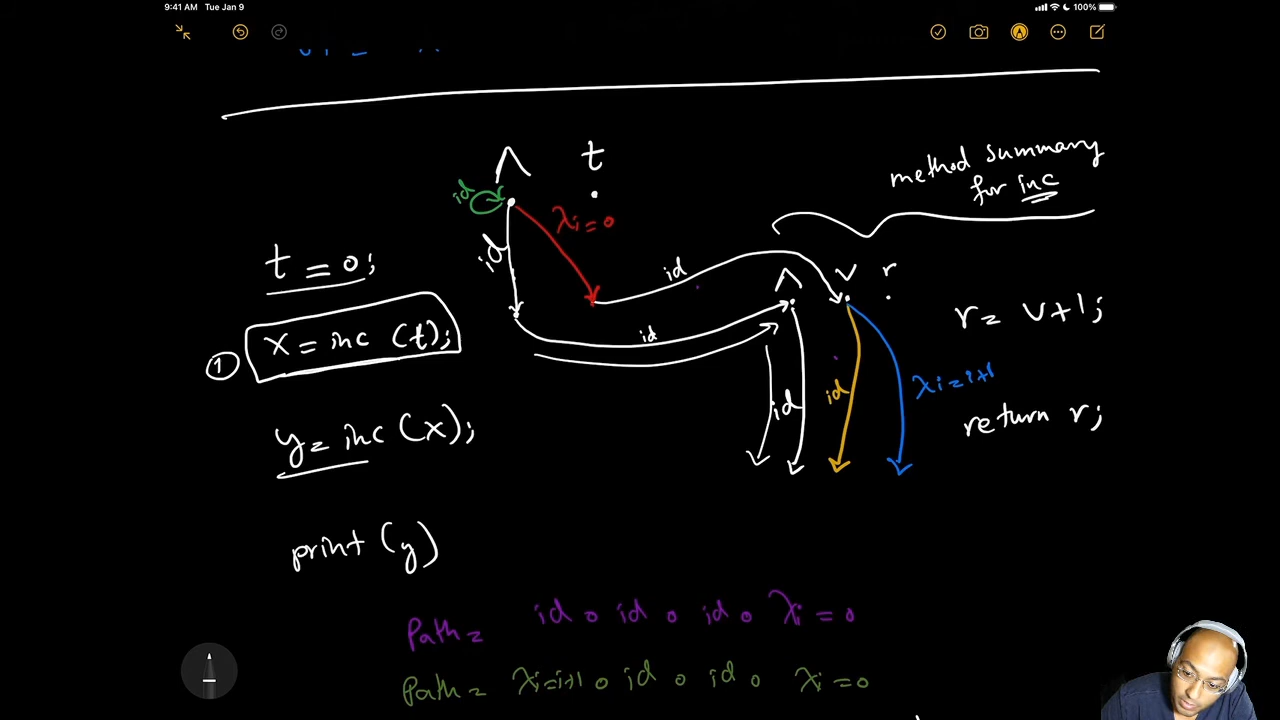 9:41 AM Tue Jan 9
100%
method summary
for inc
Λ t
id
λi=0
id
id
Λ v r
t = 0;
r = v+1;
id
① x = inc (t);
id
id
λi=i+1
return r;
y = inc (x);
print (y)
Path = id ∘ id ∘ id ∘ λi = 0
Path = λi=i+1 ∘ id ∘ id ∘ λi = 0